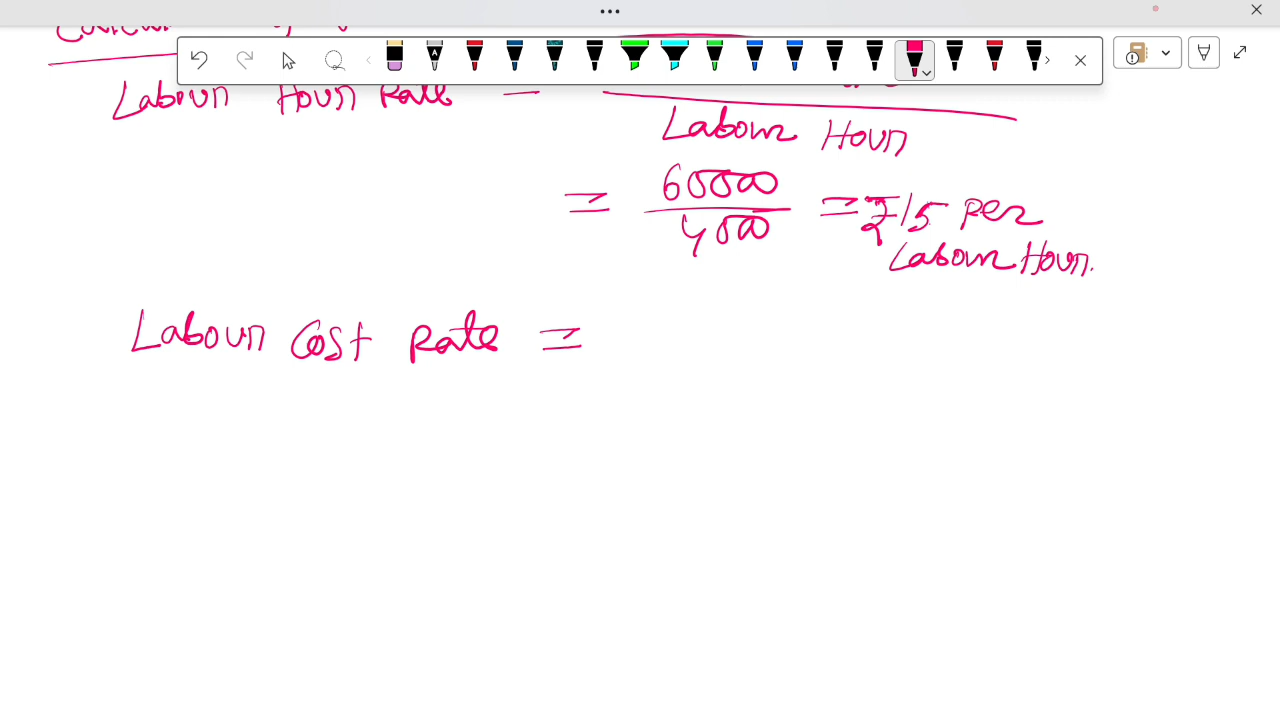 Labour Hour Rate =
Labour Hour
= 60000 / 4000 = ₹15 per
Labour Hour.
Labour Cost Rate =